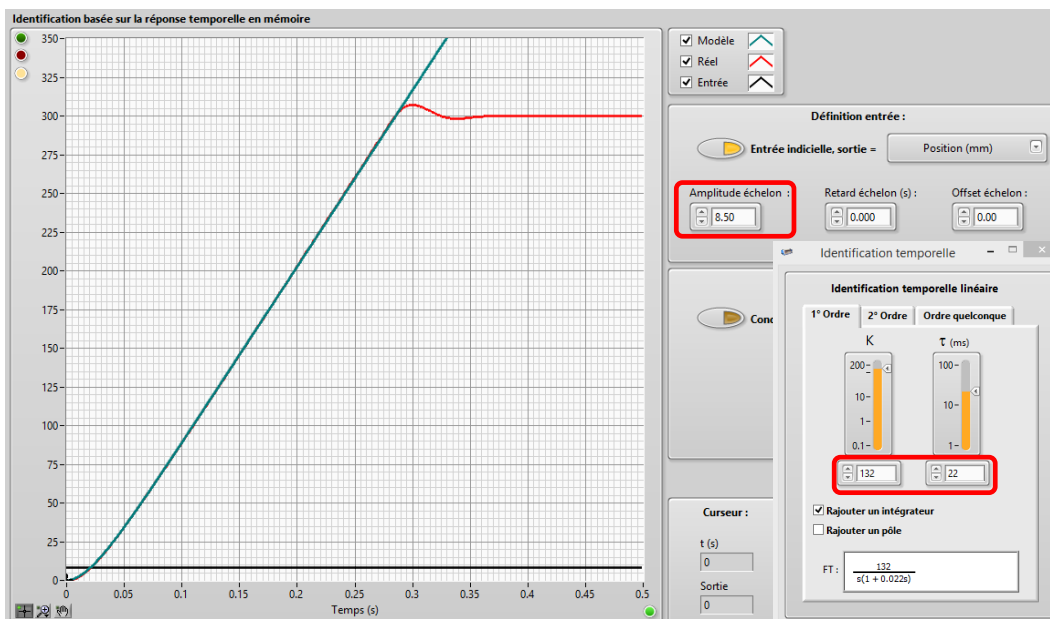 Identification basée sur la réponse temporelle en mémoire
350
325
300
275
250
225
200
175
150
125
100
75
50
25
0
0 0.05 0.1 0.15 0.2 0.25 0.3 0.35 0.4 0.45 0.5
Temps (s)
Modèle
Réel
Entrée
Définition entrée :
Entrée indicielle, sortie =
Position (mm)
Amplitude échelon :
Retard échelon (s) :
Offset échelon :
8.50
0.000
0.00
Cond
Curseur :
t (s)
0
Sortie
0
Identification temporelle
Identification temporelle linéaire
1° Ordre
2° Ordre
Ordre quelconque
K
τ (ms)
200
10
1
0.1
100
10
1
132
22
Rajouter un intégrateur
Rajouter un pôle
FT :
132
s(1 + 0.022s)